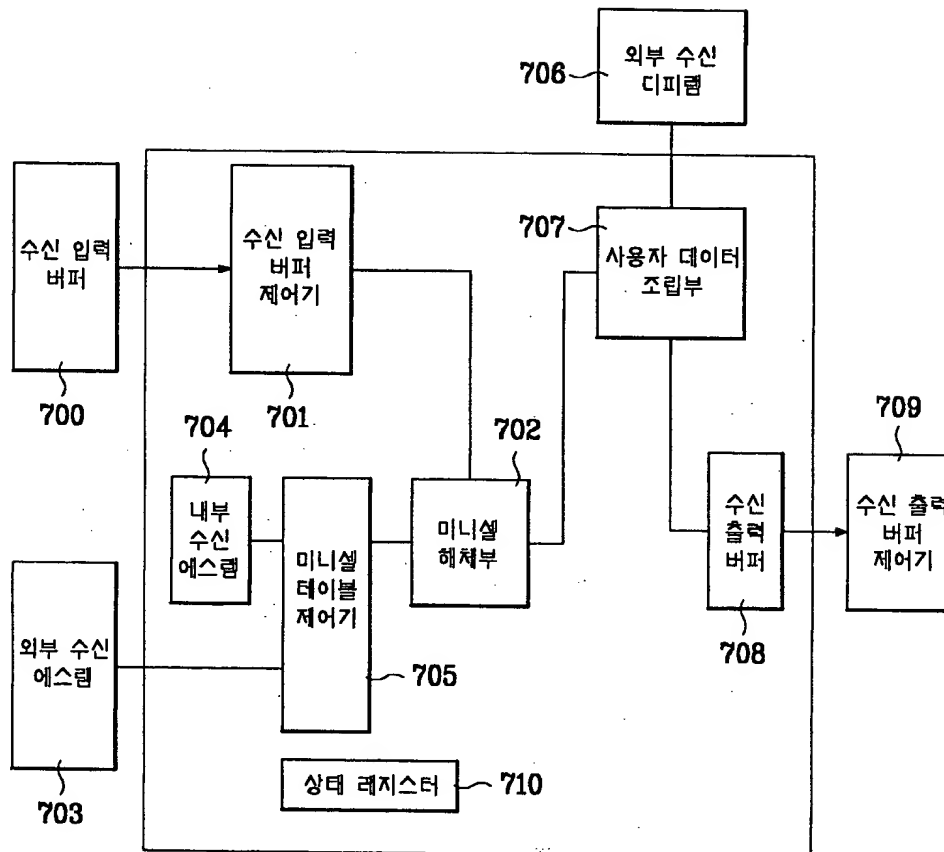 706
외부 수신
디피램
707
사용자 데이터
조립부
수신 입력
버퍼
700
수신 입력
버퍼
제어기
701
704
내부
수신
에스램
702
미니셀
해체부
미니셀
테이블
제어기
705
외부 수신
에스램
703
수신
출력
버퍼
708
709
수신 출력
버퍼
제어기
상태 레지스터
710